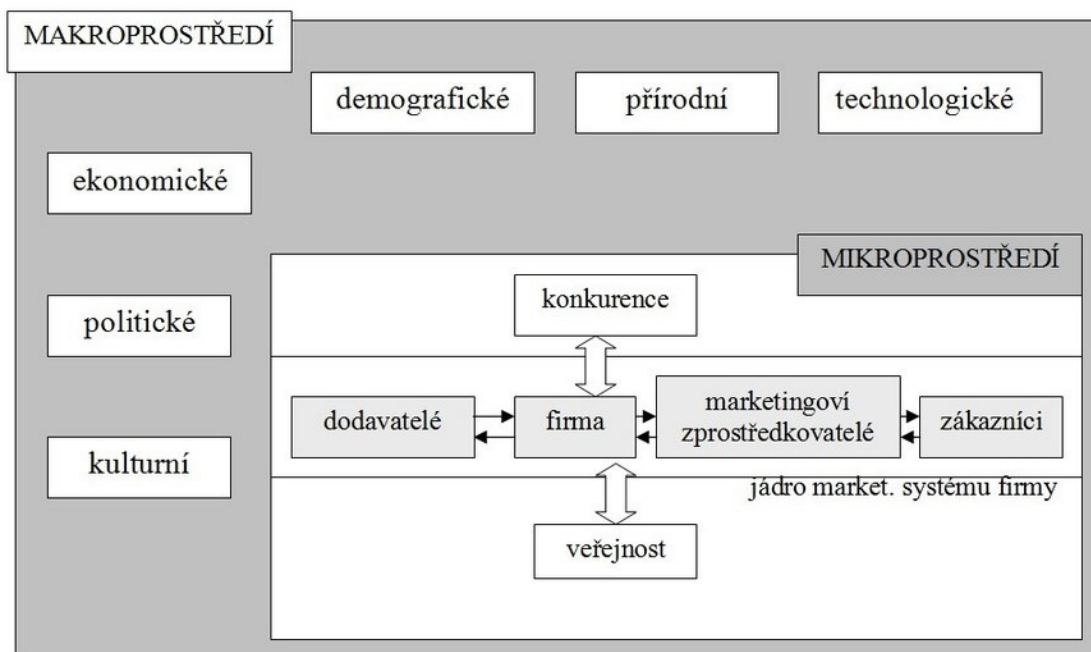 MAKROPROSTŘEDÍ
demografické
přírodní
technologické
ekonomické
MIKROPROSTŘEDÍ
konkurence
politické
dodavatelé
firma
marketingoví
zprostředkovatelé
zákazníci
kulturní
jádro market. systému firmy
veřejnost